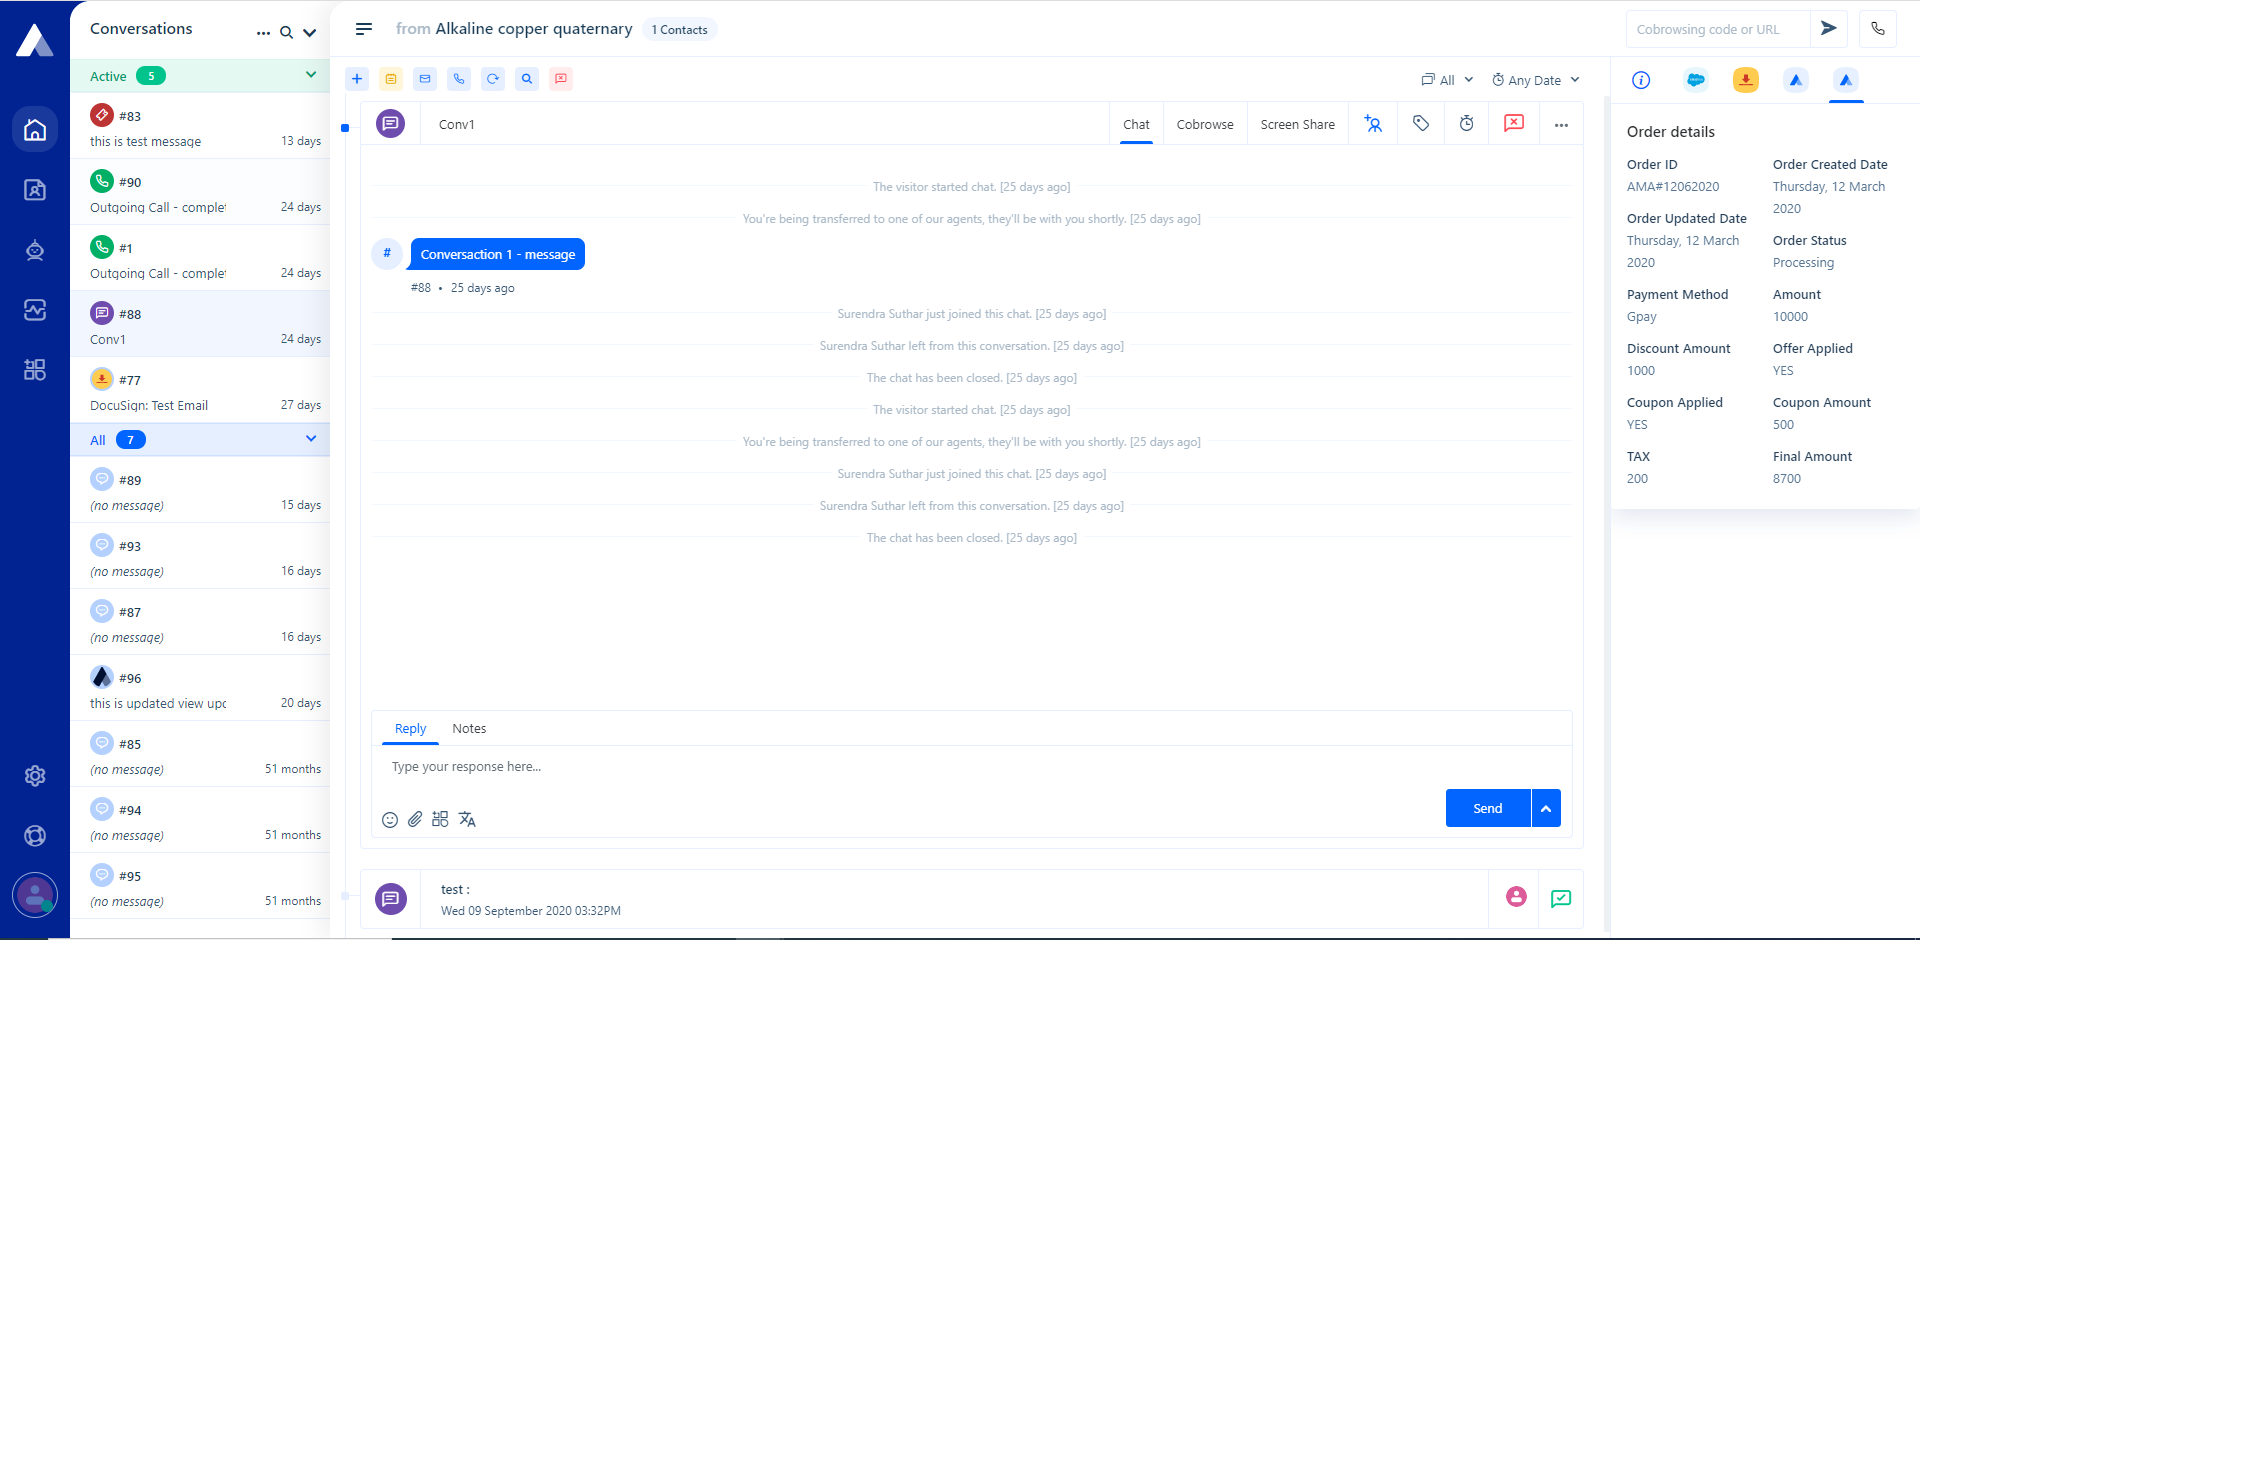 Conversations
Active 5
#83
this is test message 13 days
#90
Outgoing Call - complet 24 days
#1
Outgoing Call - complet 24 days
#88
Conv1 24 days
#77
DocuSign: Test Email 27 days
All 7
#89
(no message) 15 days
#93
(no message) 16 days
#87
(no message) 16 days
#96
this is updated view upd 20 days
#85
(no message) 51 months
#94
(no message) 51 months
#95
(no message) 51 months
from Alkaline copper quaternary 1 Contacts
Cobrowsing code or URL
All Any Date
Conv1
Chat Cobrowse Screen Share
The visitor started chat. [25 days ago]
You're being transferred to one of our agents, they'll be with you shortly. [25 days ago]
# Conversaction 1 - message
#88 • 25 days ago
Surendra Suthar just joined this chat. [25 days ago]
Surendra Suthar left from this conversation. [25 days ago]
The chat has been closed. [25 days ago]
The visitor started chat. [25 days ago]
You're being transferred to one of our agents, they'll be with you shortly. [25 days ago]
Surendra Suthar just joined this chat. [25 days ago]
Surendra Suthar left from this conversation. [25 days ago]
The chat has been closed. [25 days ago]
Reply Notes
Type your response here...
Send
test :
Wed 09 September 2020 03:32PM
Order details
Order ID
AMA#12062020
Order Created Date
Thursday, 12 March
2020
Order Updated Date
Thursday, 12 March
2020
Order Status
Processing
Payment Method
Gpay
Amount
10000
Discount Amount
1000
Offer Applied
YES
Coupon Applied
YES
Coupon Amount
500
TAX
200
Final Amount
8700